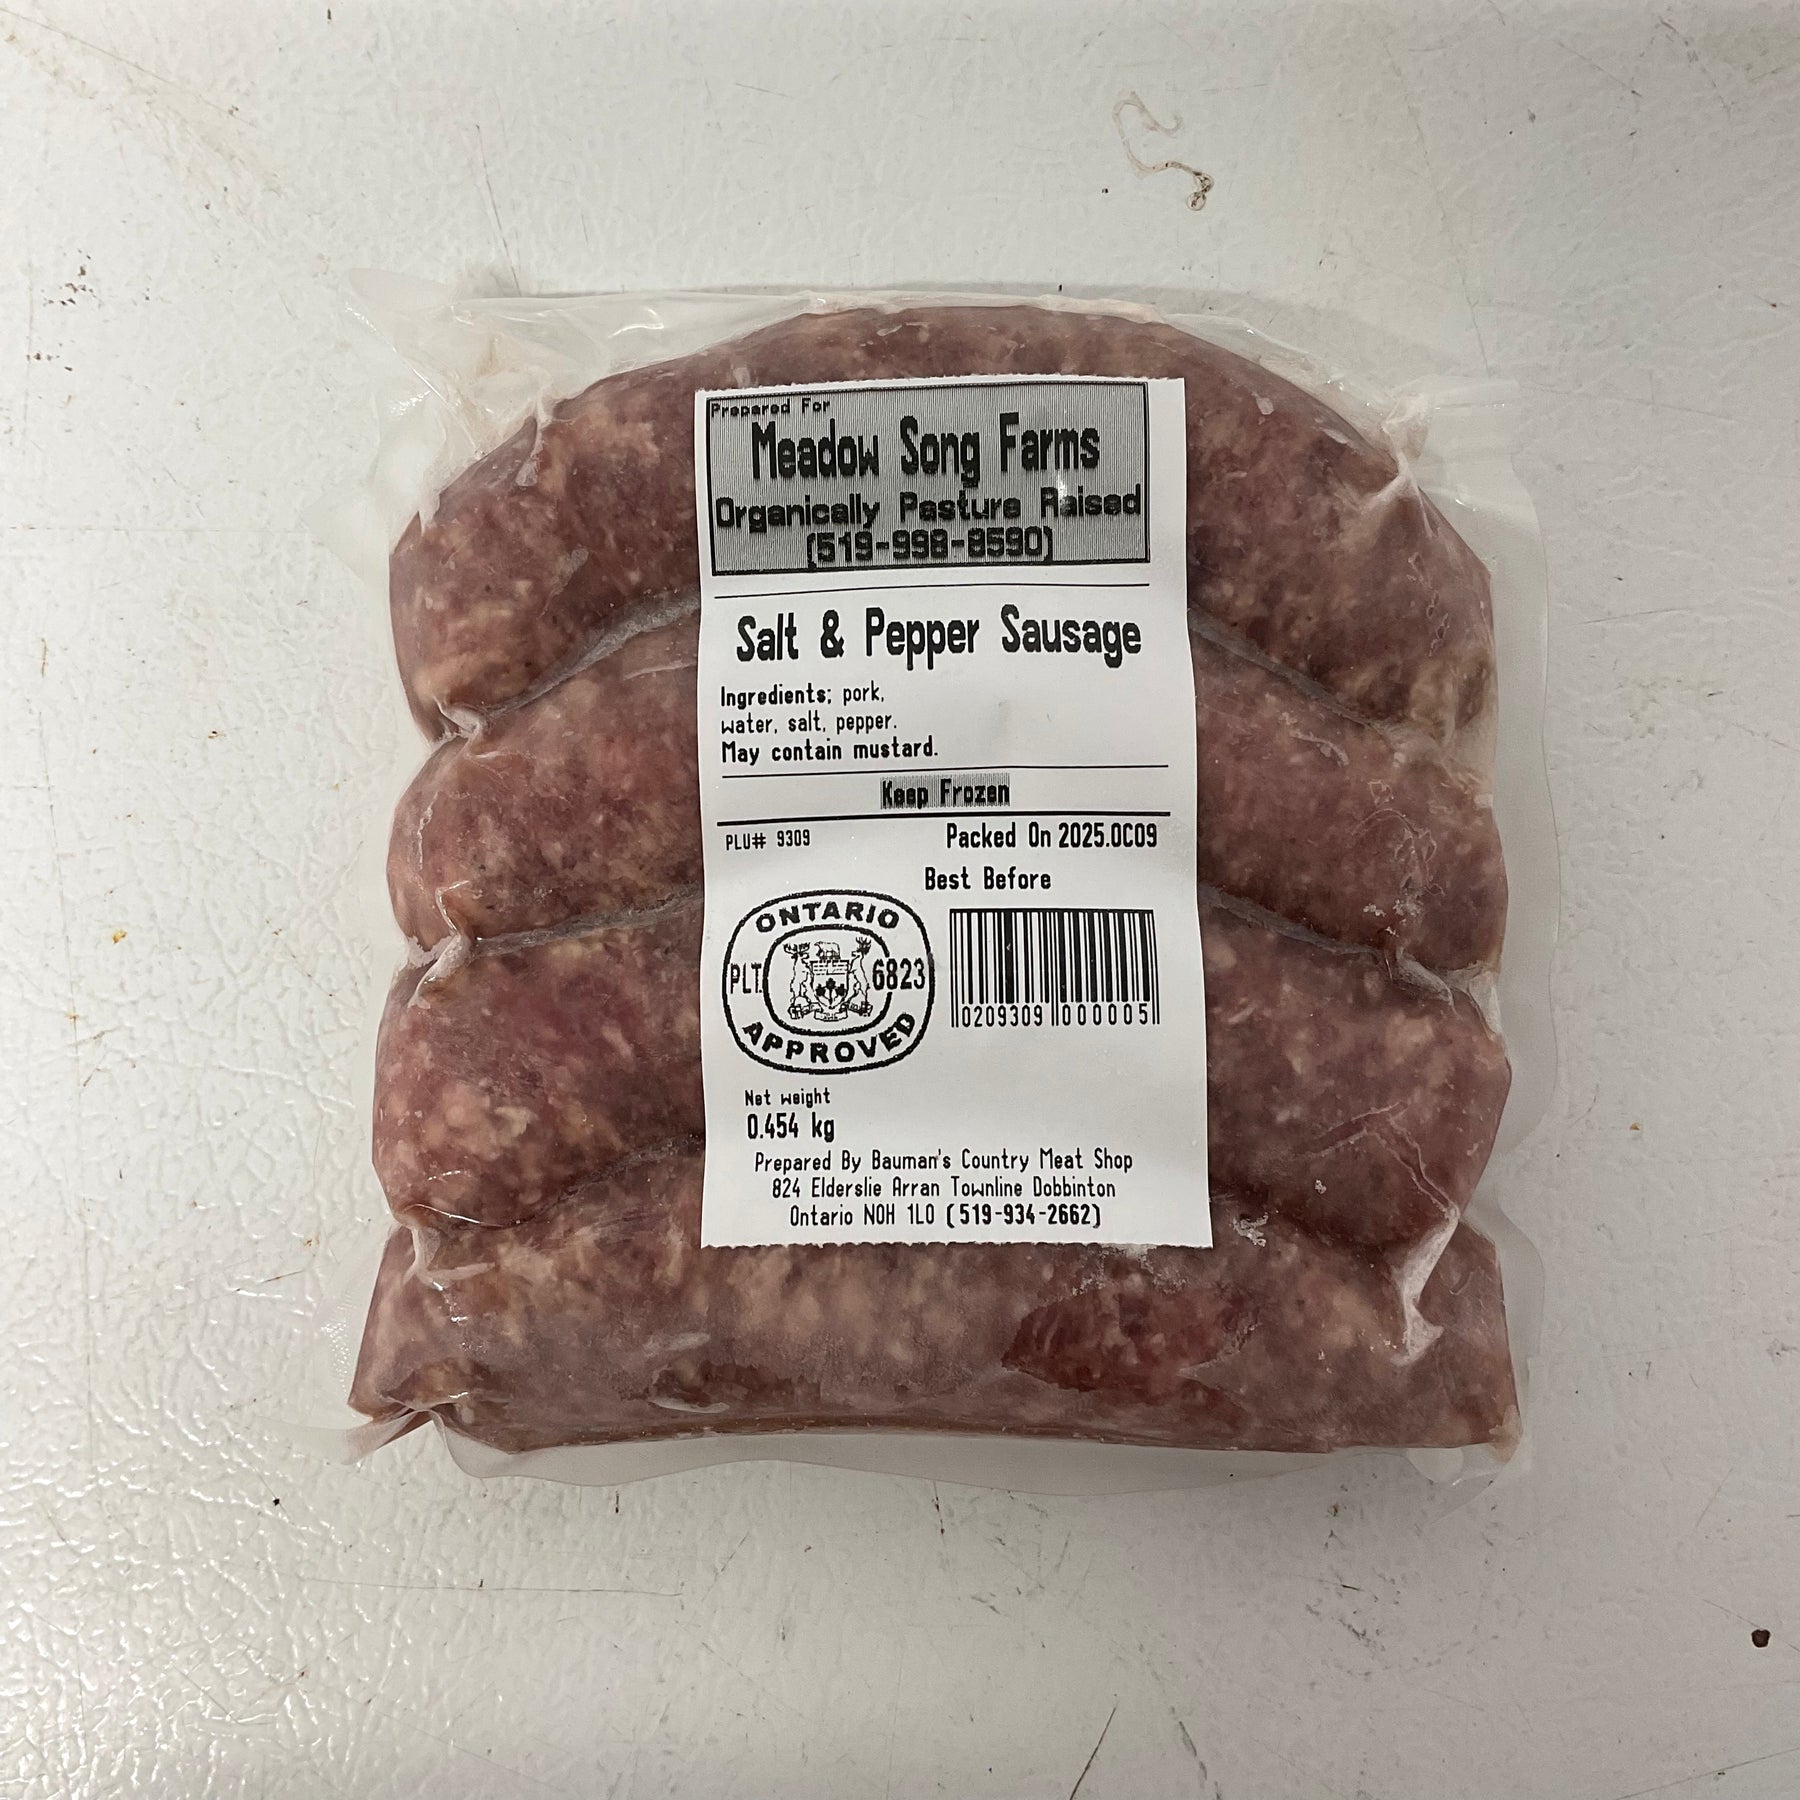 Prepared For
Meadow Song Farms
Organically Pasture Raised
(519-998-8590)
Salt & Pepper Sausage
Ingredients: pork,
water, salt, pepper.
May contain mustard.
Keep Frozen
PLU# 9309 Packed On 2025.OC09
Best Before
ONTARIO
PLT. 6823
APPROVED
0209309 000005
Net weight
0.454 kg
Prepared By Bauman's Country Meat Shop
824 Elderslie Arran Townline Dobbinton
Ontario N0H 1L0 (519-934-2662)